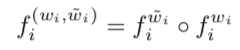 $f_i^{(w_i, \tilde{w}_i)} = f_i^{\tilde{w}_i} \circ f_i^{w_i}$